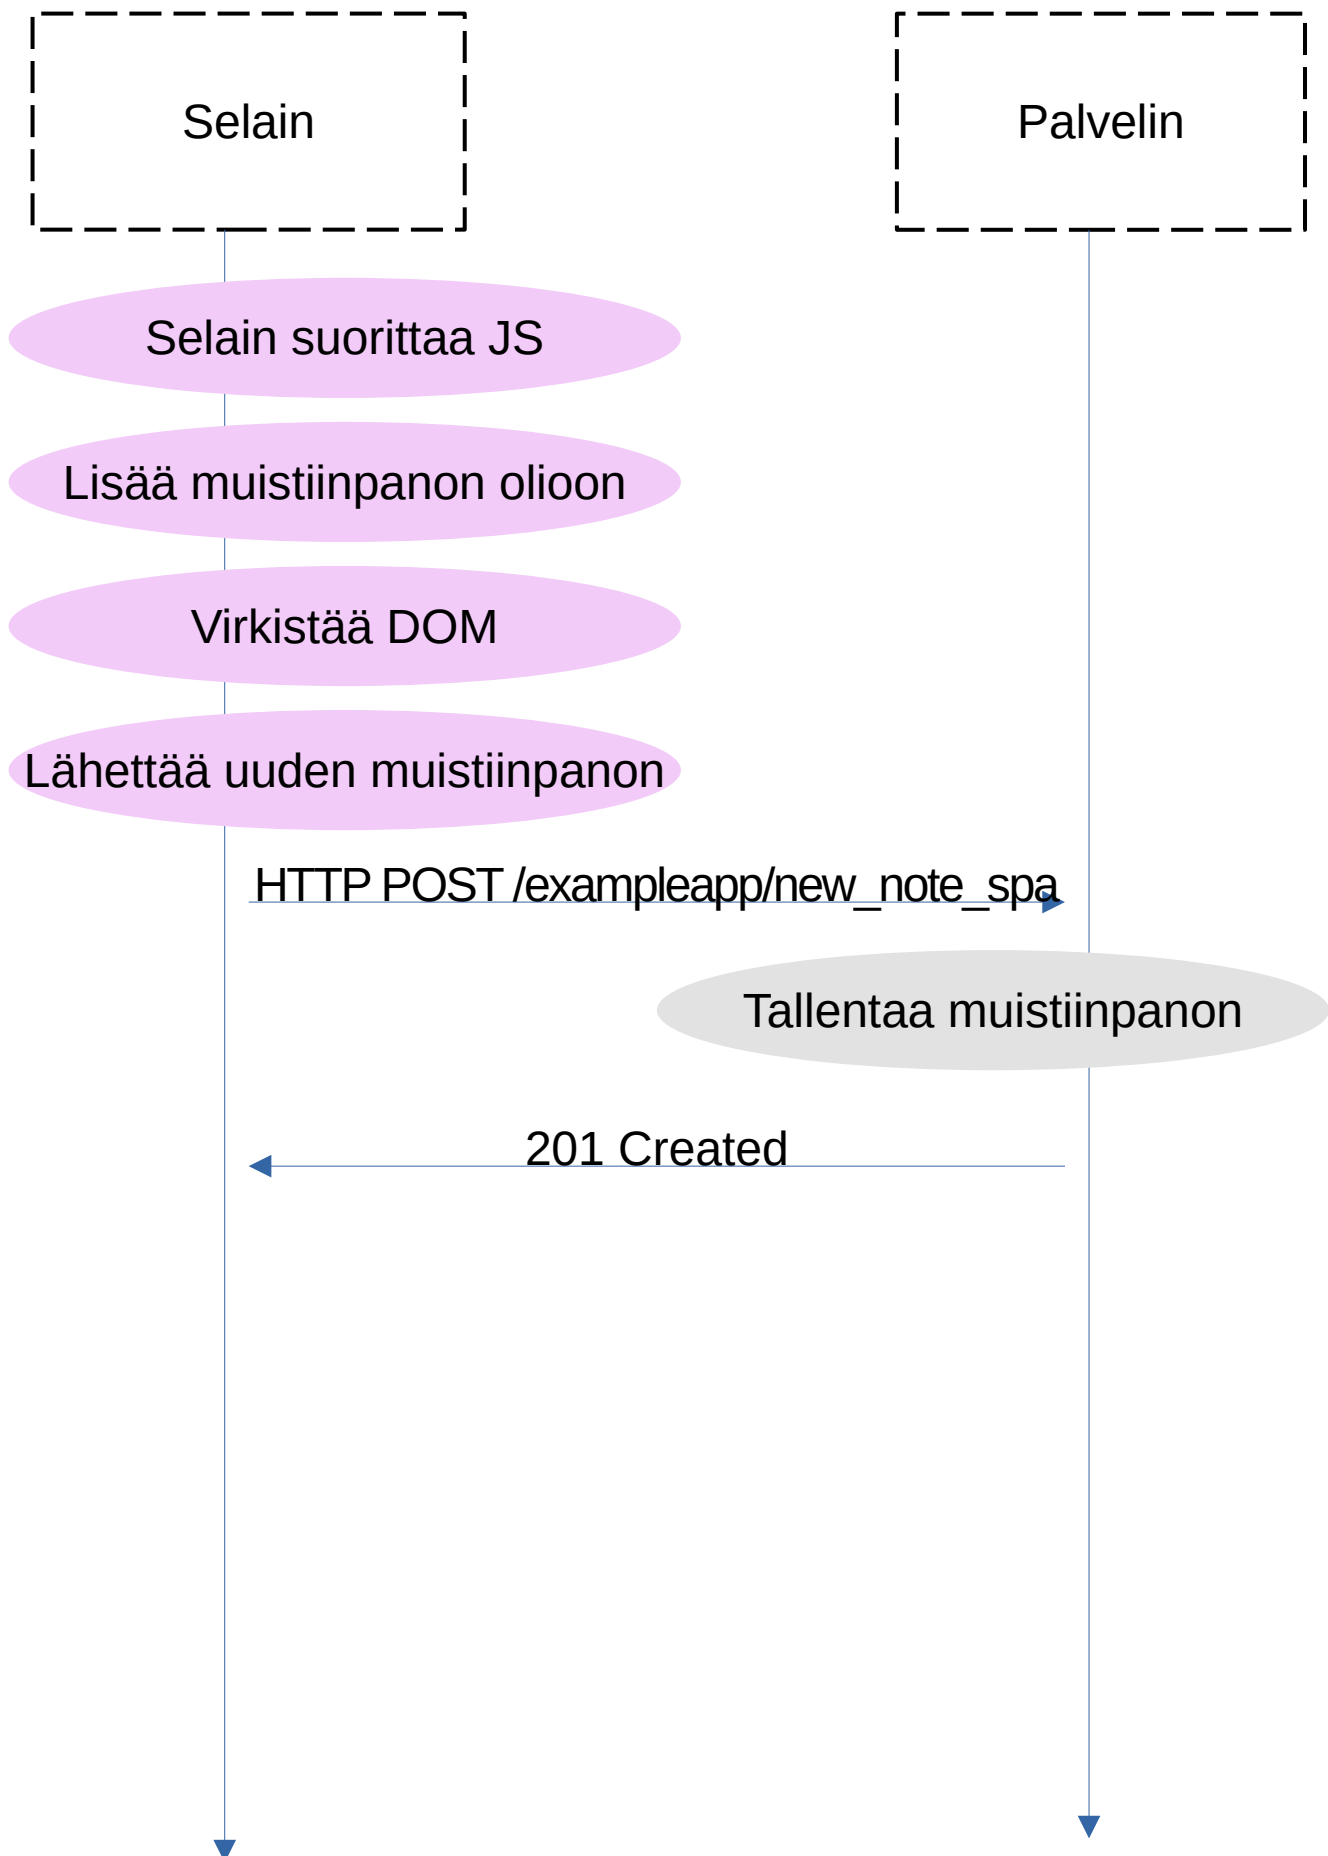 Selain
Palvelin
Selain suorittaa JS
Lisää muistiinpanon olioon
Virkistää DOM
Lähettää uuden muistiinpanon
HTTP POST /exampleapp/new_note_spa
Tallentaa muistiinpanon
201 Created